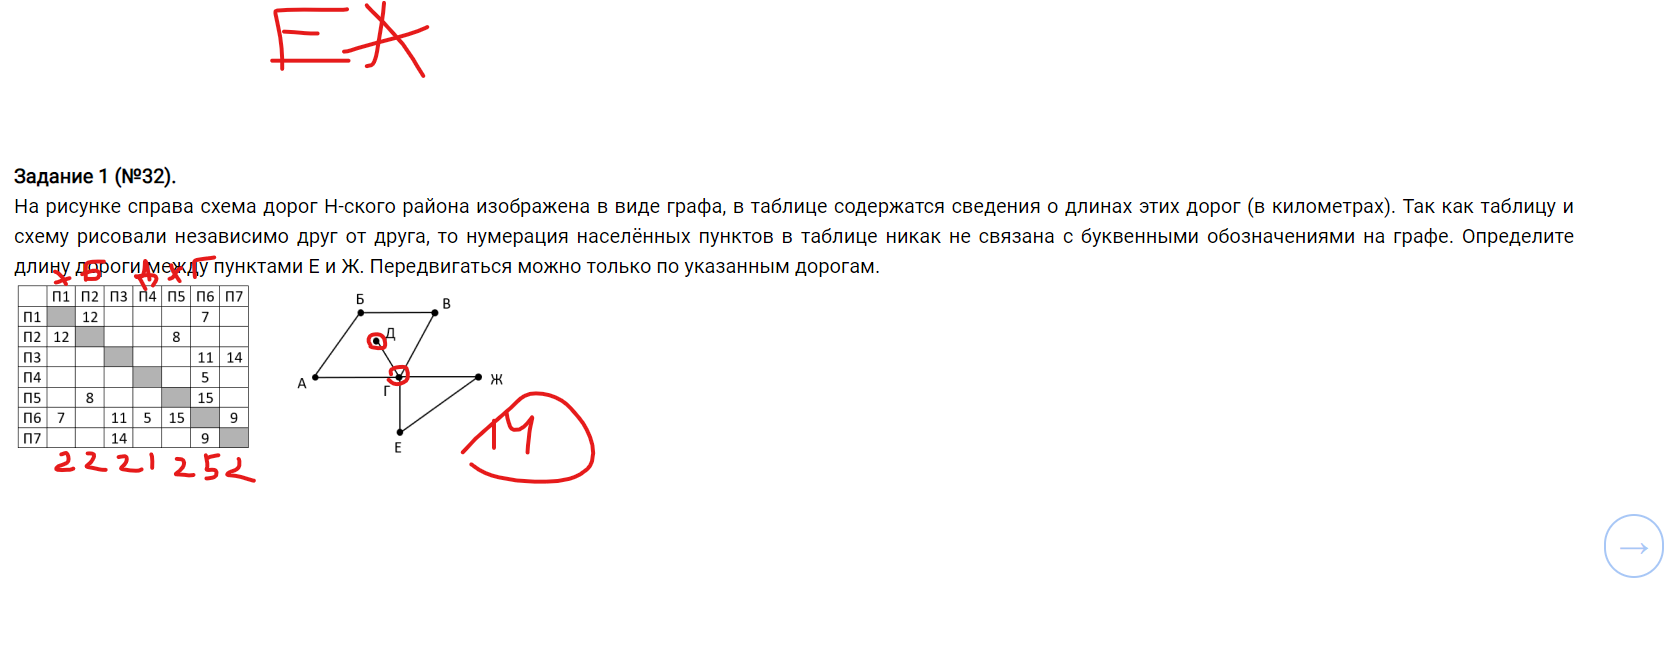 ЕЖ
Задание 1 (№32).
На рисунке справа схема дорог Н-ского района изображена в виде графа, в таблице содержатся сведения о длинах этих дорог (в километрах). Так как таблицу и
схему рисовали независимо друг от друга, то нумерация населённых пунктов в таблице никак не связана с буквенными обозначениями на графе. Определите
длину дороги между пунктами Е и Ж. Передвигаться можно только по указанным дорогам.
х Б Д х Г
П1 П2 П3 П4 П5 П6 П7
П1 12 7
П2 12 8
П3 11 14
П4 5
П5 8 15
П6 7 11 5 15 9
П7 14 9
2 2 2 1 2 5 2
Б В
Д
А Г Ж
Е
14
→